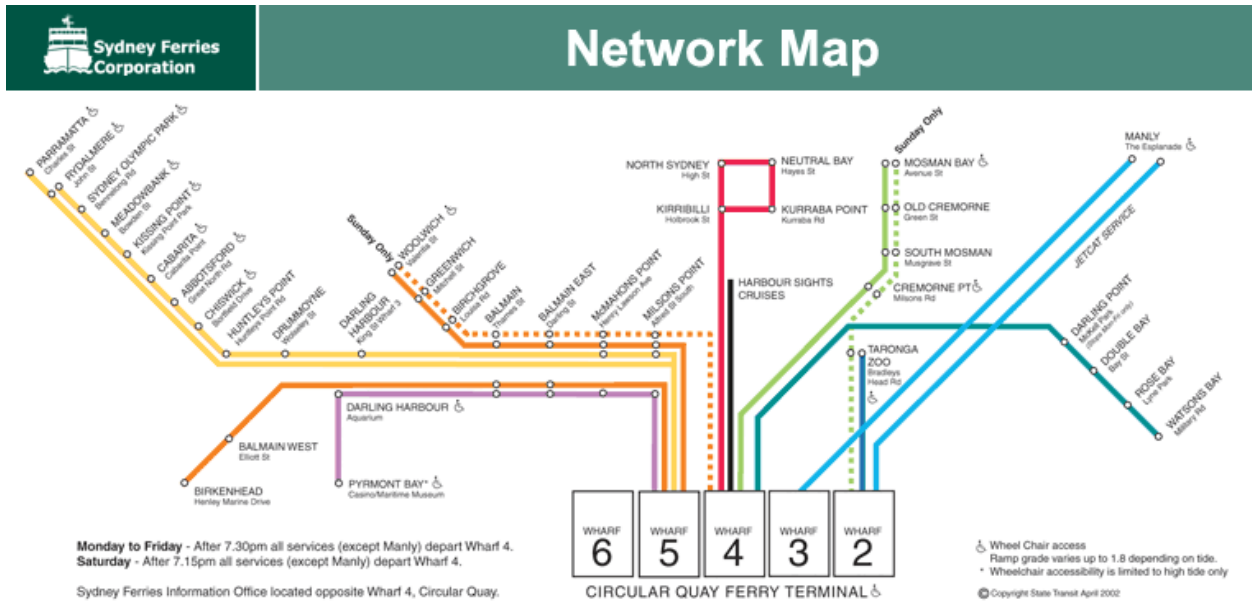 Sydney Ferries
Corporation
Network Map
PARRAMATTA
Charles St
RYDALMERE
John St
SYDNEY OLYMPIC PARK
Bennelong Rd
MEADOWBANK
Bowden St
KISSING POINT
Kissing Point Park
CABARITA
Cabarita Point
ABBOTSFORD
Great North Rd
CHISWICK
Bortfield Drive
HUNTLEYS POINT
Huntleys Point Rd
DRUMMOYNE
Wolseley St
DARLING
HARBOUR
King St Wharf 3
Sunday Only
WOOLWICH
Valentia St
GREENWICH
Mitchell St
BIRCHGROVE
Louisa Rd
BALMAIN
Thames St
BALMAIN EAST
Darling St
McMAHONS POINT
Henry Lawson Ave
MILSONS POINT
Alfred St South
NORTH SYDNEY
High St
NEUTRAL BAY
Hayes St
KIRRIBILLI
Holbrook St
KURRABA POINT
Kurraba Rd
HARBOUR SIGHTS
CRUISES
Sunday Only
MOSMAN BAY
Avenue St
OLD CREMORNE
Green St
SOUTH MOSMAN
Musgrave St
CREMORNE PT
Milsons Rd
TARONGA
ZOO
Bradleys
Head Rd
MANLY
The Esplanade
JETCAT SERVICE
DARLING POINT
McKell Park
(Stops Mon-Fri only)
DOUBLE BAY
Bay St
ROSE BAY
Lyne Park
WATSONS BAY
Military Rd
DARLING HARBOUR
Aquarium
BALMAIN WEST
Elliott St
BIRKENHEAD
Henley Marine Drive
PYRMONT BAY*
Casino/Maritime Museum
WHARF
6
WHARF
5
WHARF
4
WHARF
3
WHARF
2
CIRCULAR QUAY FERRY TERMINAL
Monday to Friday - After 7.30pm all services (except Manly) depart Wharf 4.
Saturday - After 7.15pm all services (except Manly) depart Wharf 4.
Sydney Ferries Information Office located opposite Wharf 4, Circular Quay.
Wheel Chair access
Ramp grade varies up to 1.8 depending on tide.
* Wheelchair accessibility is limited to high tide only
© Copyright State Transit April 2002